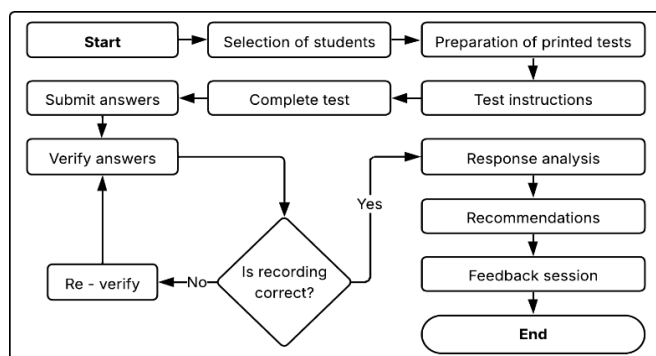 Start
Selection of students
Preparation of printed tests
Test instructions
Complete test
Submit answers
Verify answers
Is recording
correct?
No
Re - verify
Yes
Response analysis
Recommendations
Feedback session
End